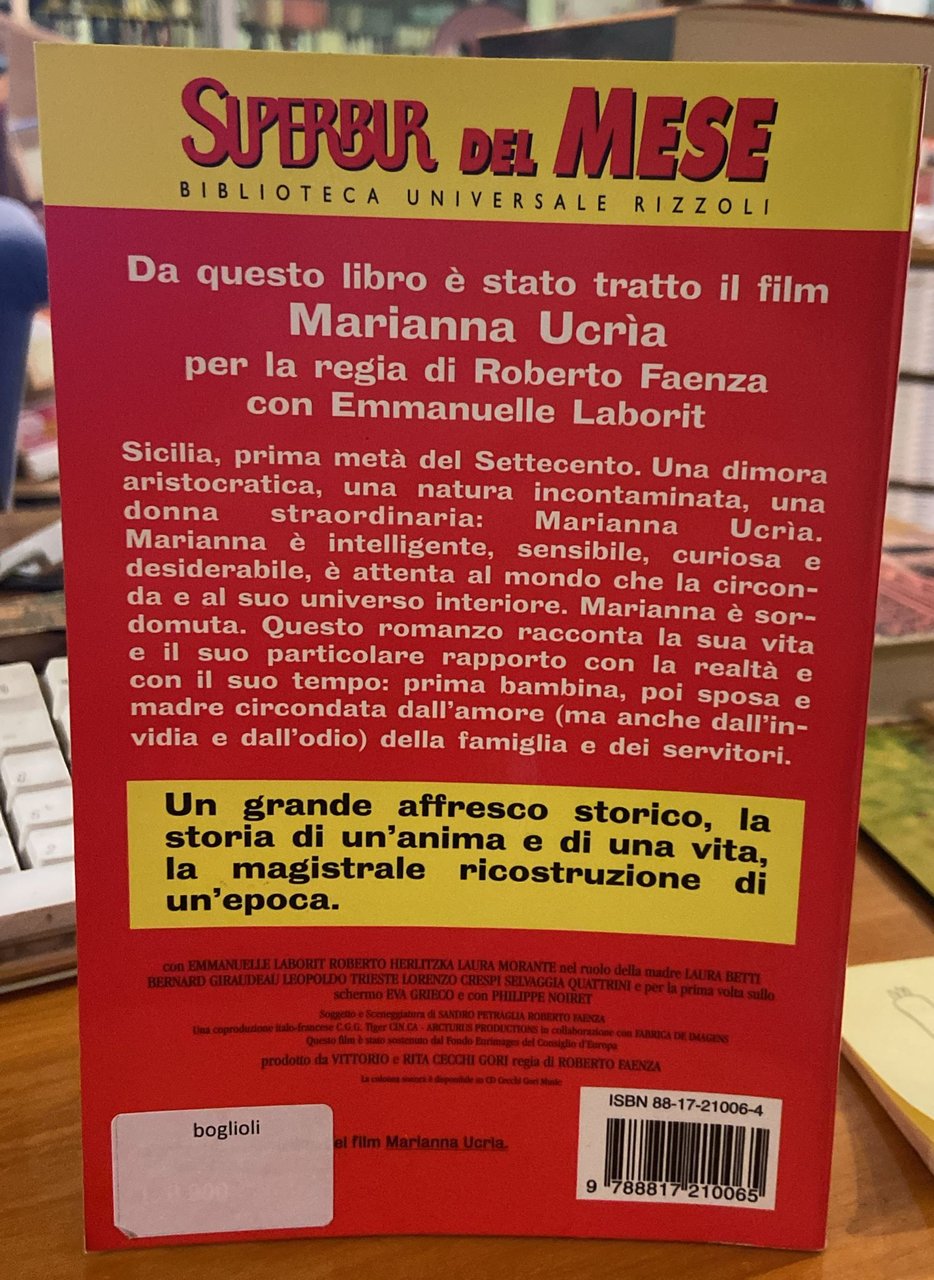 SUPERBUR DEL MESE
BIBLIOTECA UNIVERSALE RIZZOLI
Da questo libro è stato tratto il film
Marianna Ucrìa
per la regia di Roberto Faenza
con Emmanuelle Laborit
Sicilia, prima metà del Settecento. Una dimora
aristocratica, una natura incontaminata, una
donna straordinaria: Marianna Ucrìa.
Marianna è intelligente, sensibile, curiosa e
desiderabile, è attenta al mondo che la circon-
da e al suo universo interiore. Marianna è sor-
domuta. Questo romanzo racconta la sua vita
e il suo particolare rapporto con la realtà e
con il suo tempo: prima bambina, poi sposa e
madre circondata dall'amore (ma anche dall'in-
vidia e dall'odio) della famiglia e dei servitori.
Un grande affresco storico, la
storia di un'anima e di una vita,
la magistrale ricostruzione di
un'epoca.
con EMMANUELLE LABORIT ROBERTO HERLITZKA LAURA MORANTE nel ruolo della madre LAURA BETTI
BERNARD GIRAUDEAU LEOPOLDO TRIESTE LORENZO CRESPI SELVAGGIA QUATTRINI e per la prima volta sullo
schermo EVA GRIECO e con PHILIPPE NOIRET
Soggetto e Sceneggiatura di SANDRO PETRAGLIA ROBERTO FAENZA
Una coproduzione italo-francese C.G.G. Tiger CIN.CA - ARCTURUS PRODUCTIONS in collaborazione con FABRICA DE IMAGENS
Questo film è stato sostenuto dal Fondo Eurimages del Consiglio d'Europa
prodotto da VITTORIO e RITA CECCHI GORI regia di ROBERTO FAENZA
La colonna sonora è disponibile su CD Cecchi Gori Music
boglioli
film Marianna Ucrìa.
ISBN 88-17-21006-4
9 788817 210065